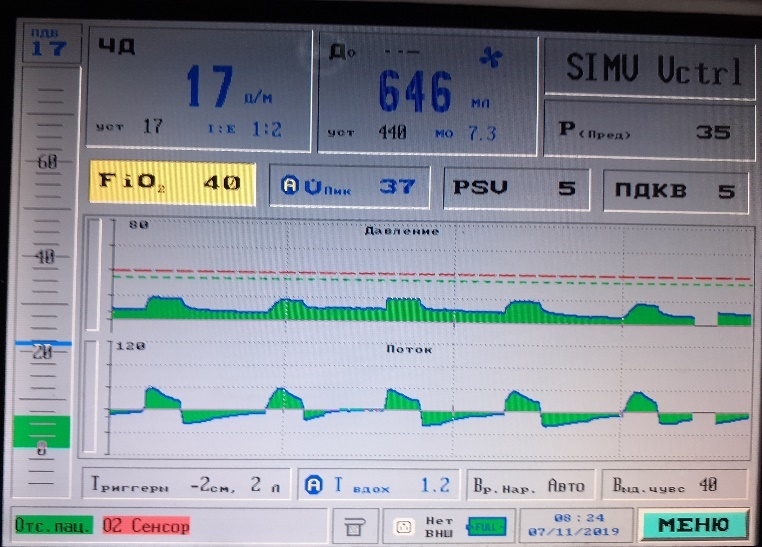 ПДВ
17
ЧД
17 д/м
уст 17 I:E 1:2
До ---
646 мл
уст 440 МО 7.3
SIMV Vctrl
P(Пред) 35
FiO₂ 40
А V̇Пик 37
PSV 5
ПДКВ 5
60
40
20
0
80
Давление
120
Поток
Триггеры -2см, 2 л
А Т вдох 1.2
Вр.Нар. Авто
Выд.чувс 40
Отс.пац.
O2 Сенсор
Нет
ВНШ
FULL
08:24
07/11/2019
МЕНЮ